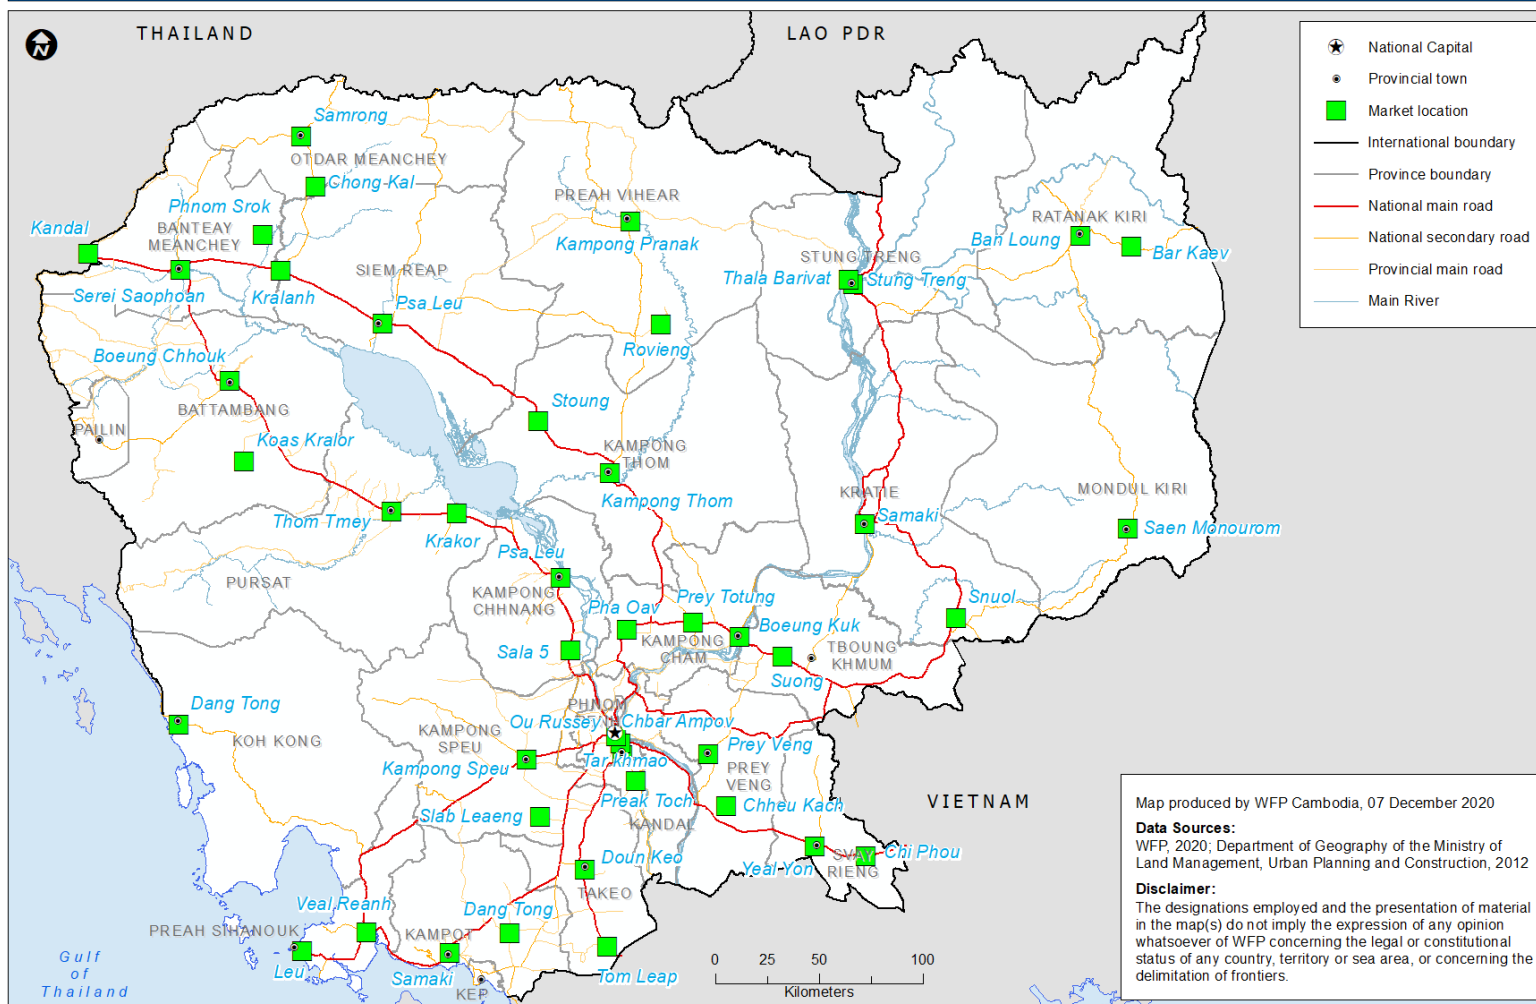 THAILAND
LAO PDR
N
National Capital
Provincial town
Market location
International boundary
Province boundary
National main road
National secondary road
Provincial main road
Main River
Samrong
OTDAR MEANCHEY
Chong Kal
Phnom Srok
BANTEAY
MEANCHEY
Kandal
PREAH VIHEAR
Kampong Pranak
RATANAK KIRI
Ban Loung
Bar Kaev
STUNG TRENG
Thala Barivat
Stung Treng
SIEM REAP
Serei Saophoan
Kralanh
Psa Leu
Rovieng
Boeung Chhouk
BATTAMBANG
PAILIN
Koas Kralor
Stoung
KAMPONG
THOM
Kampong Thom
KRATIE
Samaki
MONDUL KIRI
Saen Monourom
Thom Tmey
Krakor
Psa Leu
PURSAT
KAMPONG
CHHNANG
Pha Oav
Prey Totung
Boeung Kuk
Snuol
KAMPONG
CHAM
TBOUNG
KHMUM
Sala 5
Suong
Dang Tong
KOH KONG
PHNOM
Ou Russey
Chbar Ampov
KAMPONG
SPEU
Kampong Speu
Tar khmao
Prey Veng
PREY
VENG
Preak Toch
Chheu Kach
Slab Leaeng
KANDAL
VIETNAM
Doun Keo
TAKEO
Yeal Yon
SVAY
RIENG
Chi Phou
Veal Reanh
PREAH SIHANOUK
Leu
Dang Tong
KAMPOT
Samaki
KEP
Tom Leap
Gulf
of
Thailand
0 25 50 100
Kilometers
Map produced by WFP Cambodia, 07 December 2020
Data Sources:
WFP, 2020; Department of Geography of the Ministry of
Land Management, Urban Planning and Construction, 2012
Disclaimer:
The designations employed and the presentation of material
in the map(s) do not imply the expression of any opinion
whatsoever of WFP concerning the legal or constitutional
status of any country, territory or sea area, or concerning the
delimitation of frontiers.